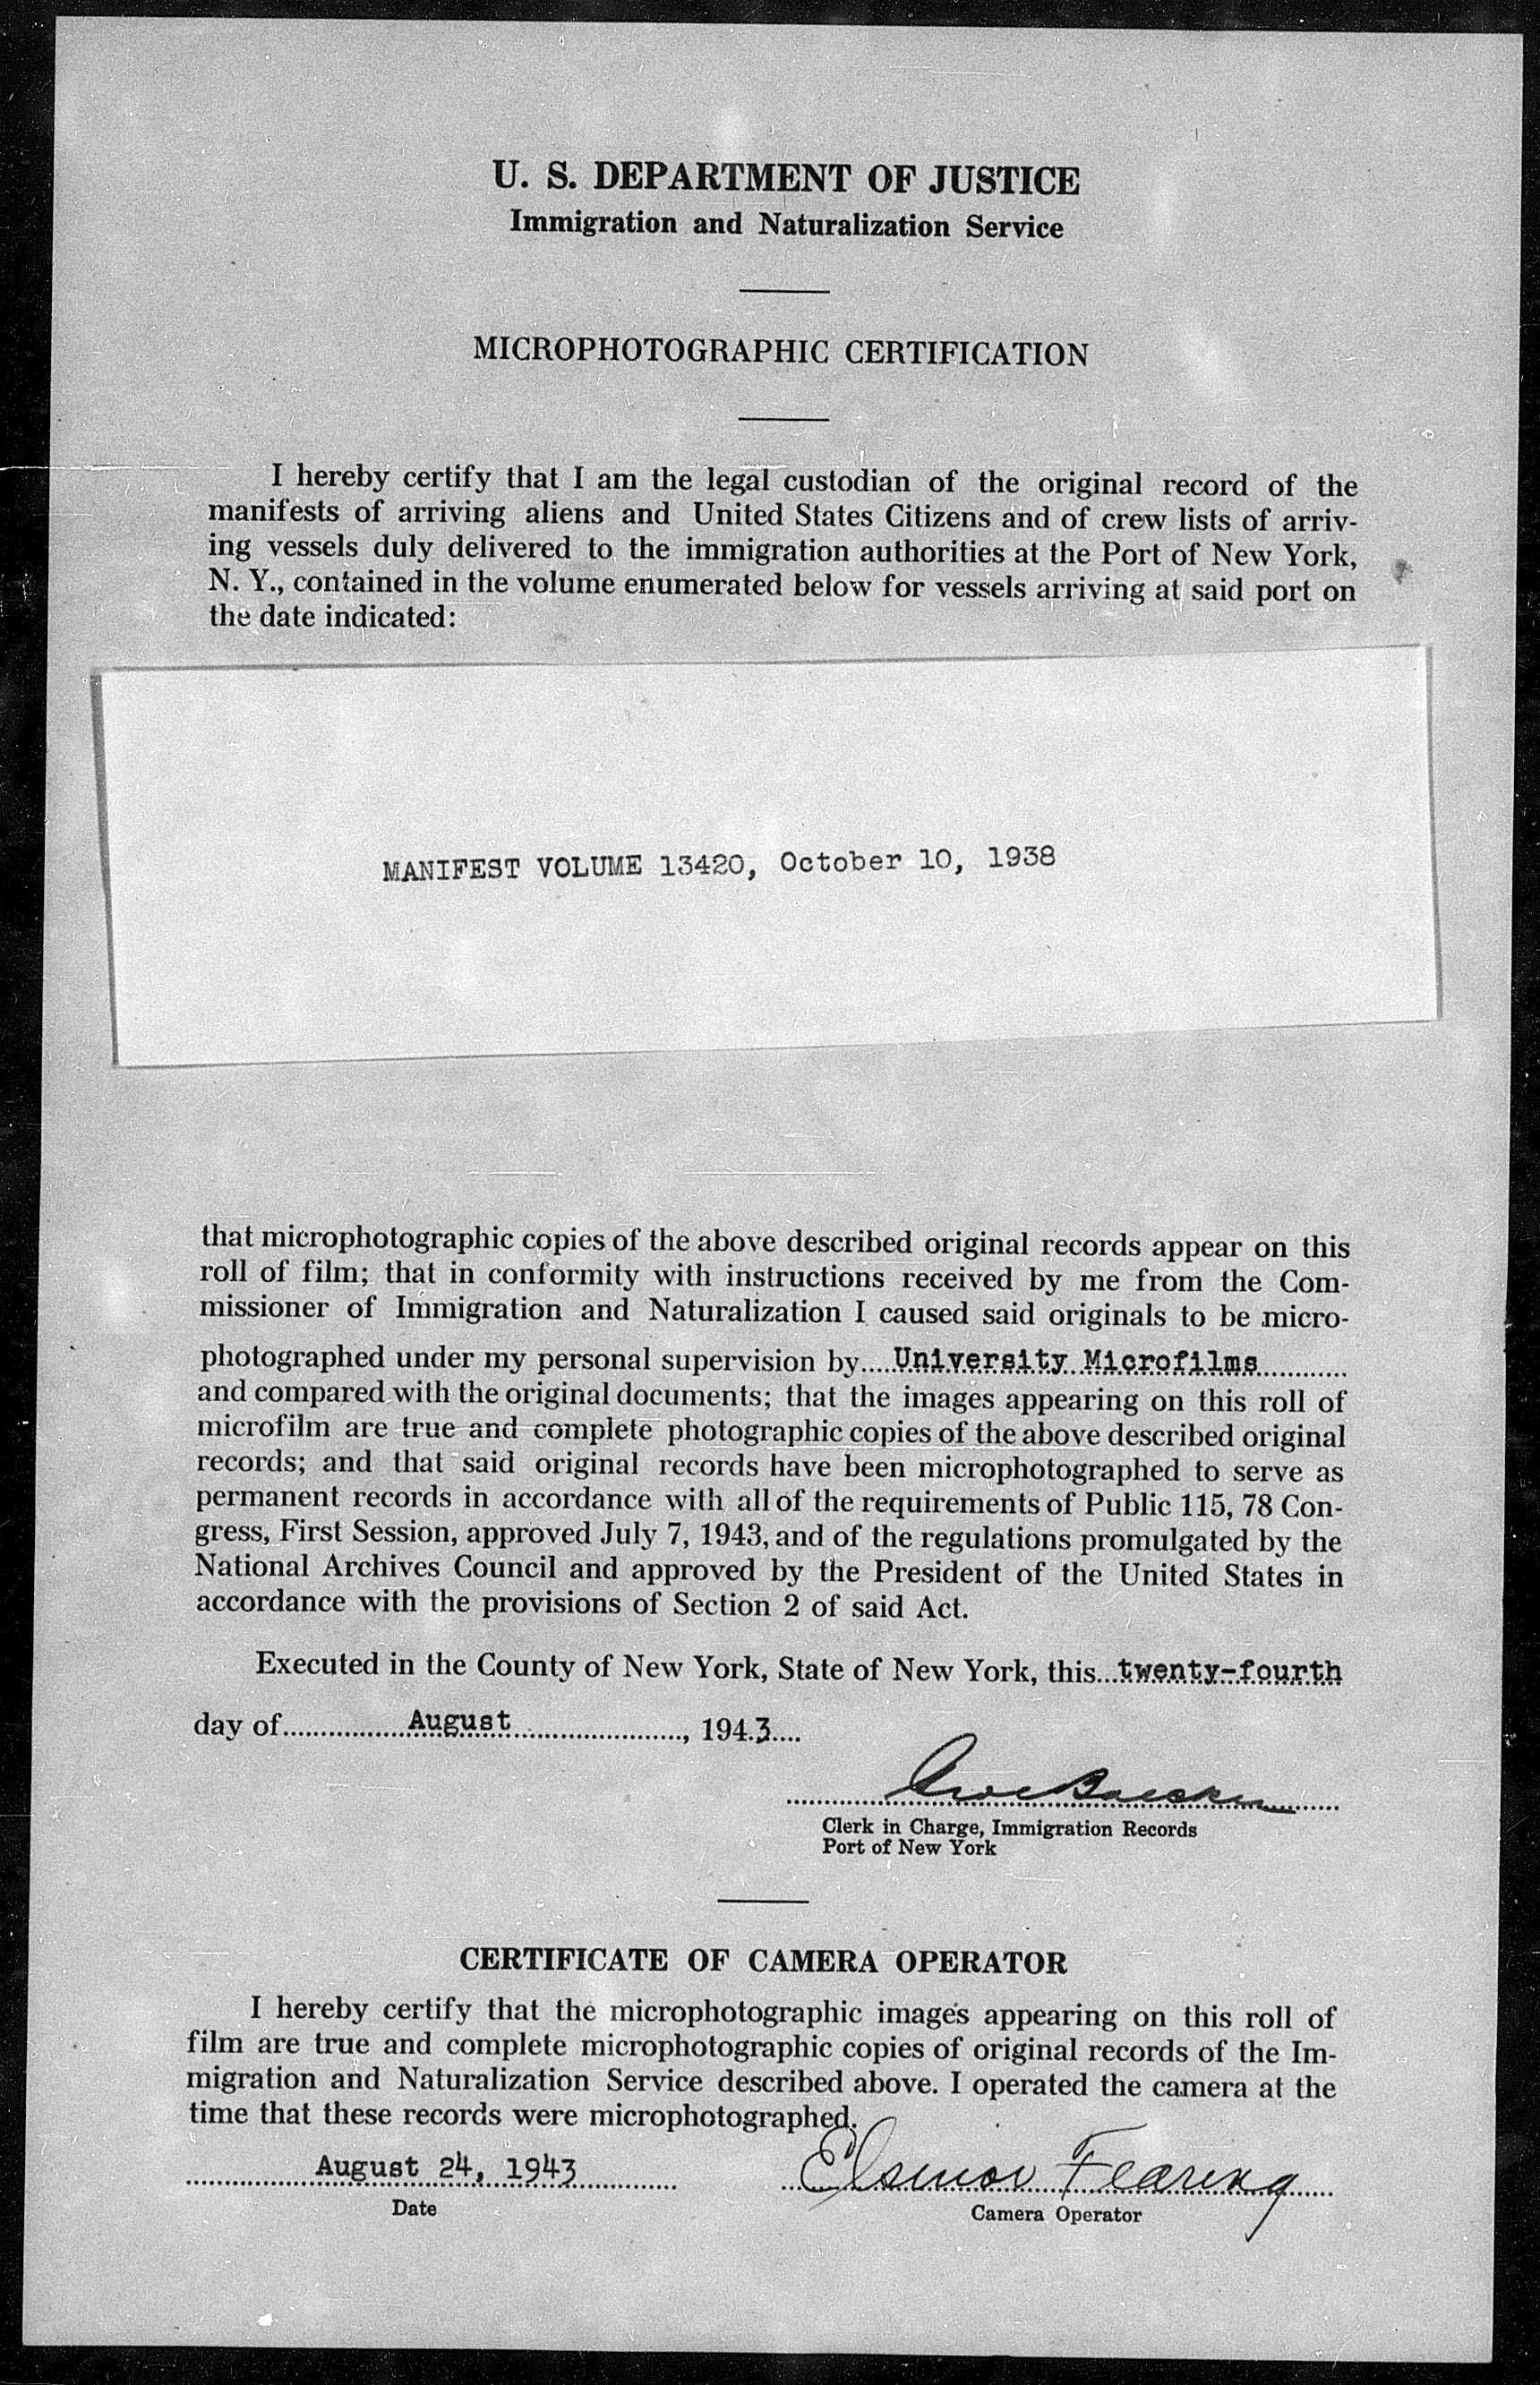 U. S. DEPARTMENT OF JUSTICE
Immigration and Naturalization Service
MICROPHOTOGRAPHIC CERTIFICATION
I hereby certify that I am the legal custodian of the original record of the
manifests of arriving aliens and United States Citizens and of crew lists of arriv-
ing vessels duly delivered to the immigration authorities at the Port of New York,
N. Y., contained in the volume enumerated below for vessels arriving at said port on
the date indicated:
MANIFEST VOLUME 13420, October 10, 1938
that microphotographic copies of the above described original records appear on this
roll of film; that in conformity with instructions received by me from the Com-
missioner of Immigration and Naturalization I caused said originals to be micro-
photographed under my personal supervision by....University Microfilms............
and compared with the original documents; that the images appearing on this roll of
microfilm are true and complete photographic copies of the above described original
records; and that said original records have been microphotographed to serve as
permanent records in accordance with all of the requirements of Public 115, 78 Con-
gress, First Session, approved July 7, 1943, and of the regulations promulgated by the
National Archives Council and approved by the President of the United States in
accordance with the provisions of Section 2 of said Act.
Executed in the County of New York, State of New York, this...twenty-fourth
day of................August......................, 194.3....
Clerk in Charge, Immigration Records
Port of New York
CERTIFICATE OF CAMERA OPERATOR
I hereby certify that the microphotographic images appearing on this roll of
film are true and complete microphotographic copies of original records of the Im-
migration and Naturalization Service described above. I operated the camera at the
time that these records were microphotographed.
August 24, 1943
Fearing
Date
Camera Operator